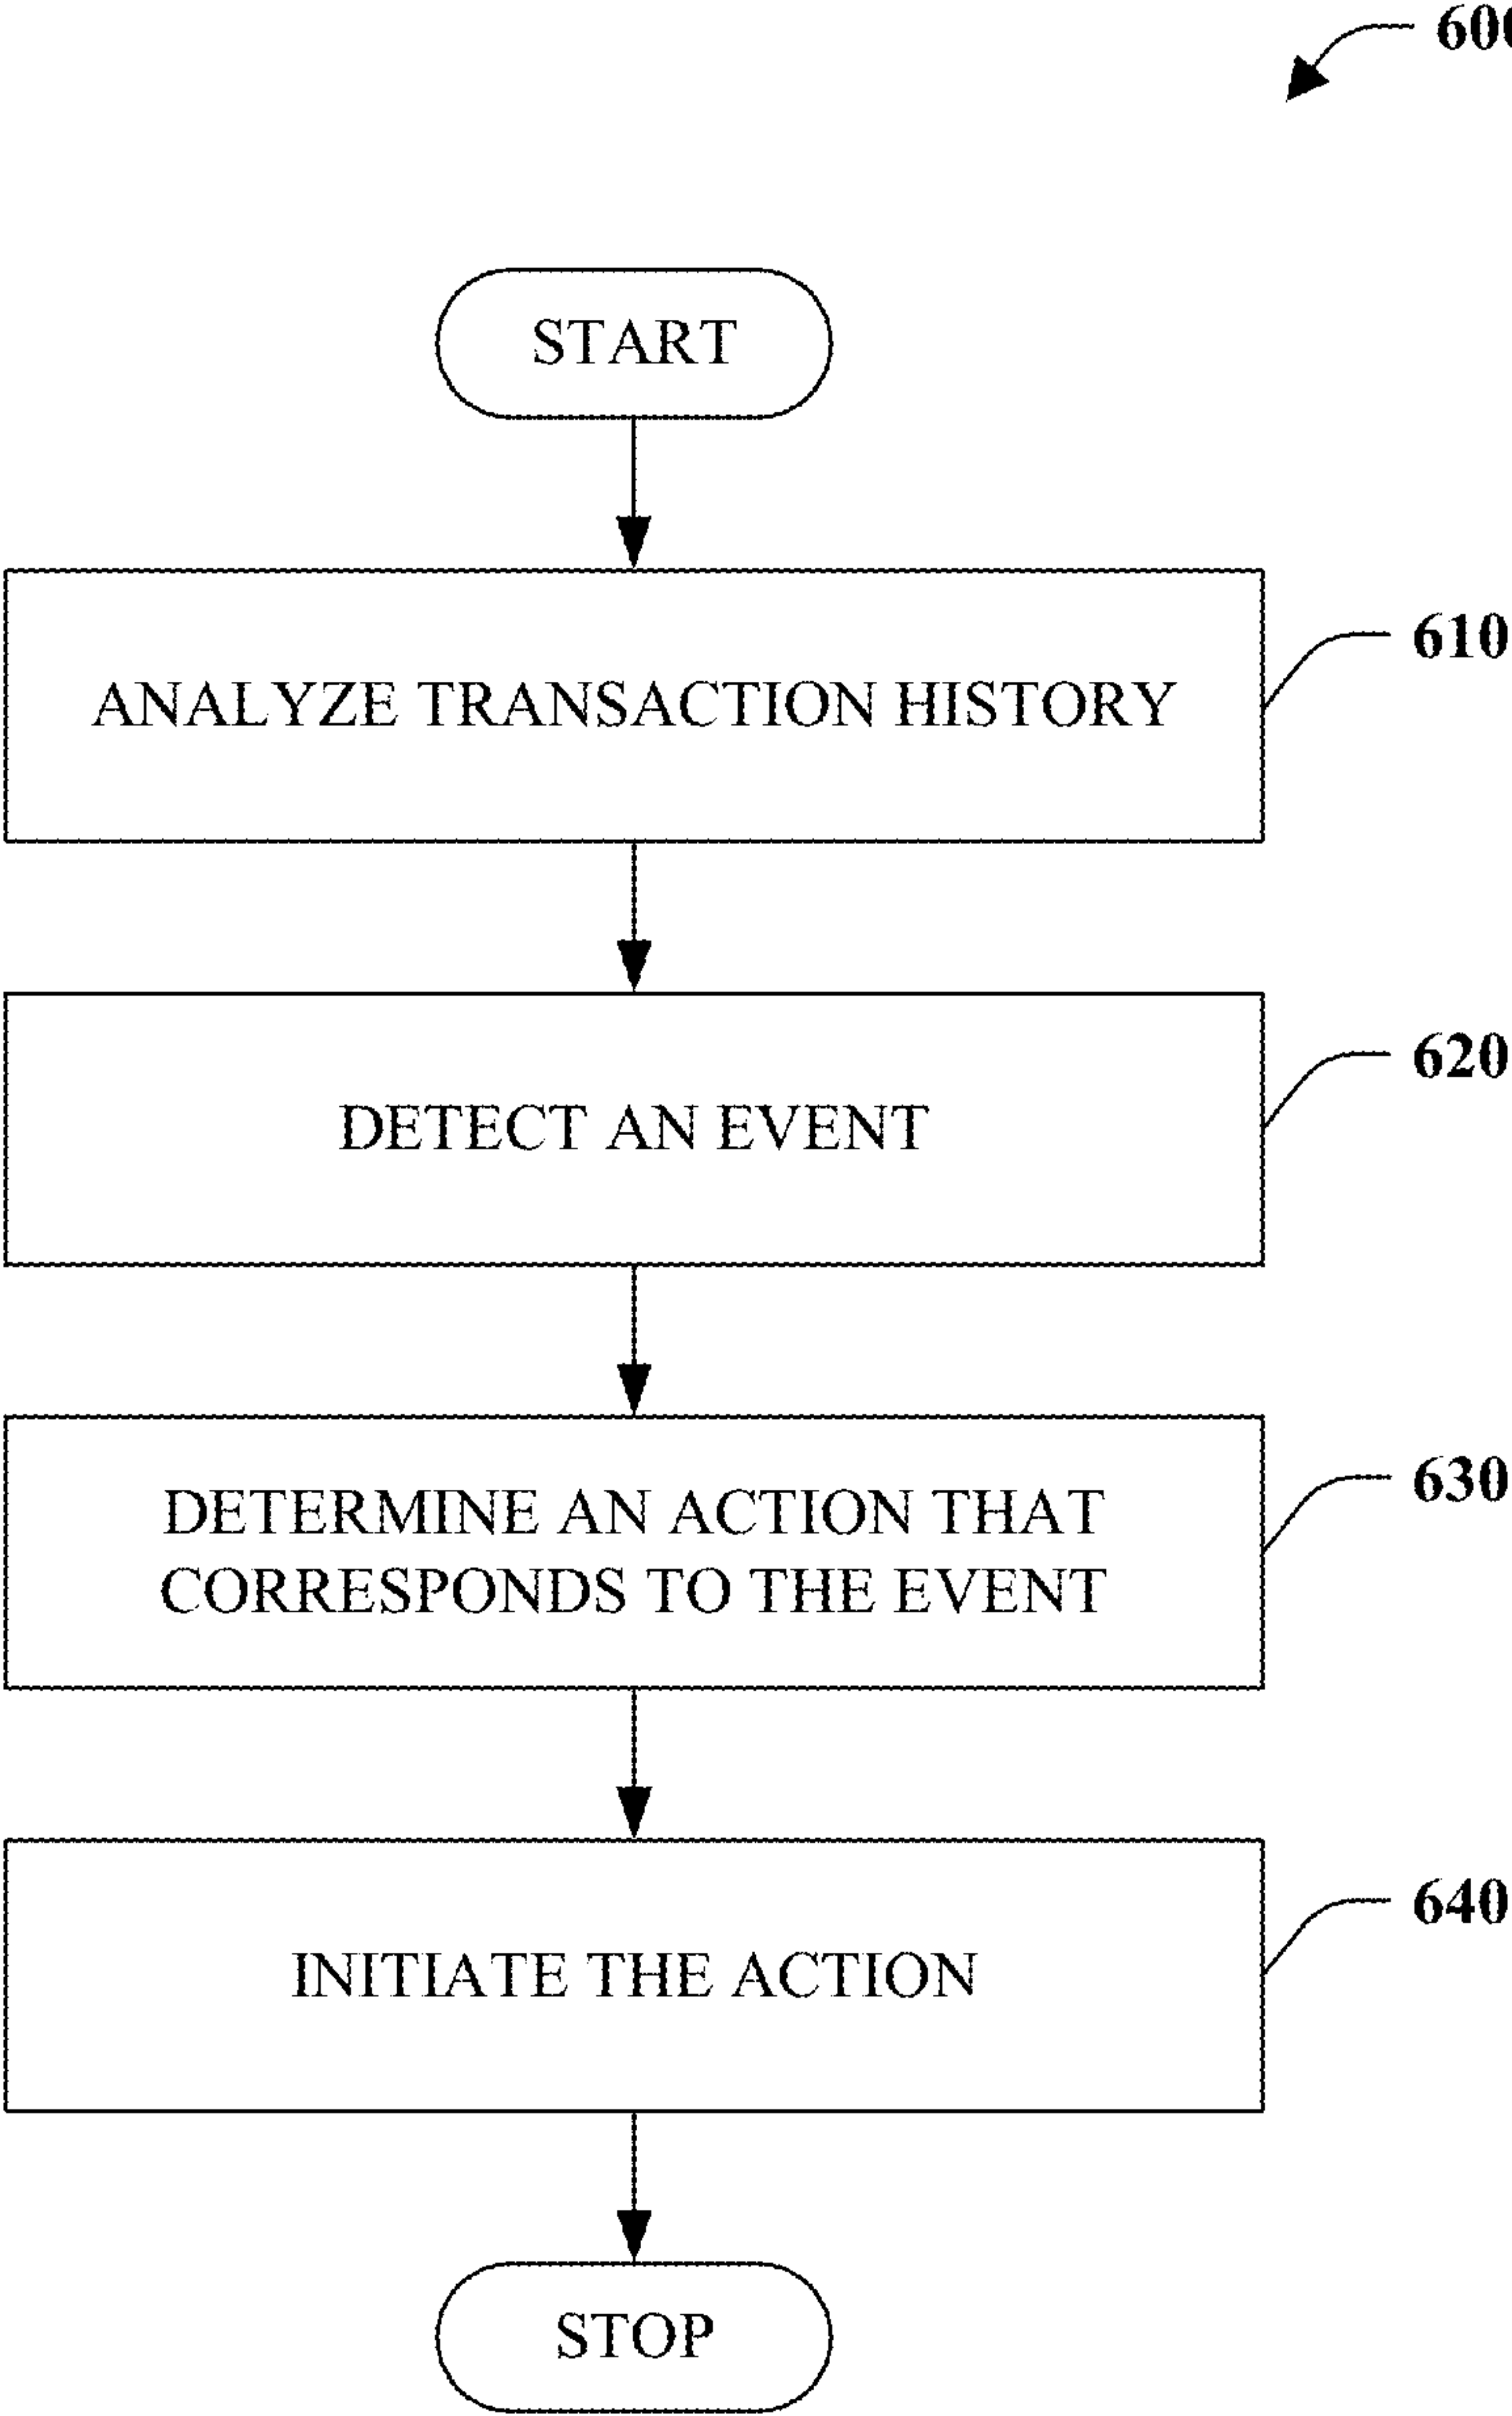 600
START
ANALYZE TRANSACTION HISTORY
610
DETECT AN EVENT
620
DETERMINE AN ACTION THAT
CORRESPONDS TO THE EVENT
630
INITIATE THE ACTION
640
STOP